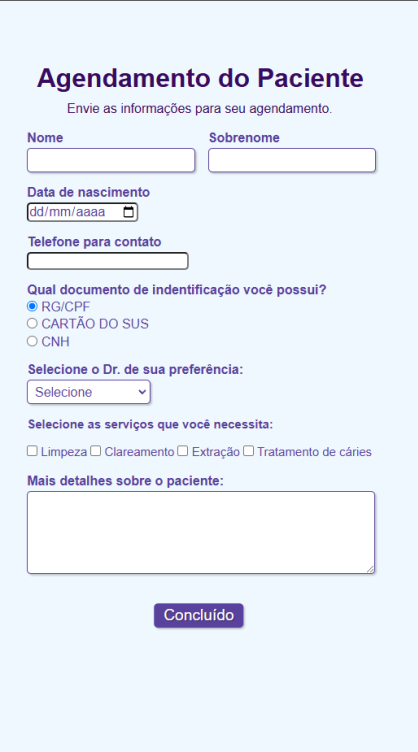 Agendamento do Paciente
Envie as informações para seu agendamento.
Nome Sobrenome
Data de nascimento
dd/mm/aaaa
Telefone para contato
Qual documento de indentificação você possui?
RG/CPF
CARTÃO DO SUS
CNH
Selecione o Dr. de sua preferência:
Selecione
Selecione as serviços que você necessita:
Limpeza Clareamento Extração Tratamento de cáries
Mais detalhes sobre o paciente:
Concluído